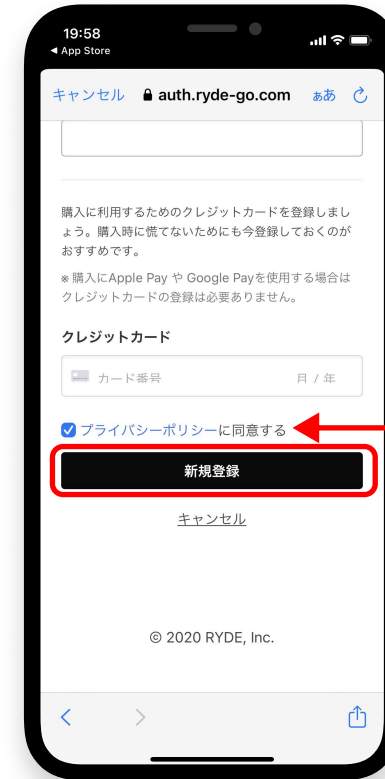 19:58
◀ App Store
キャンセル auth.ryde-go.com ぁあ
購入に利用するためのクレジットカードを登録しまし
ょう。購入時に慌てないためにも今登録しておくのが
おすすめです。
※購入にApple Pay や Google Payを使用する場合は
クレジットカードの登録は必要ありません。
クレジットカード
カード番号 月 / 年
プライバシーポリシーに同意する
新規登録
キャンセル
© 2020 RYDE, Inc.